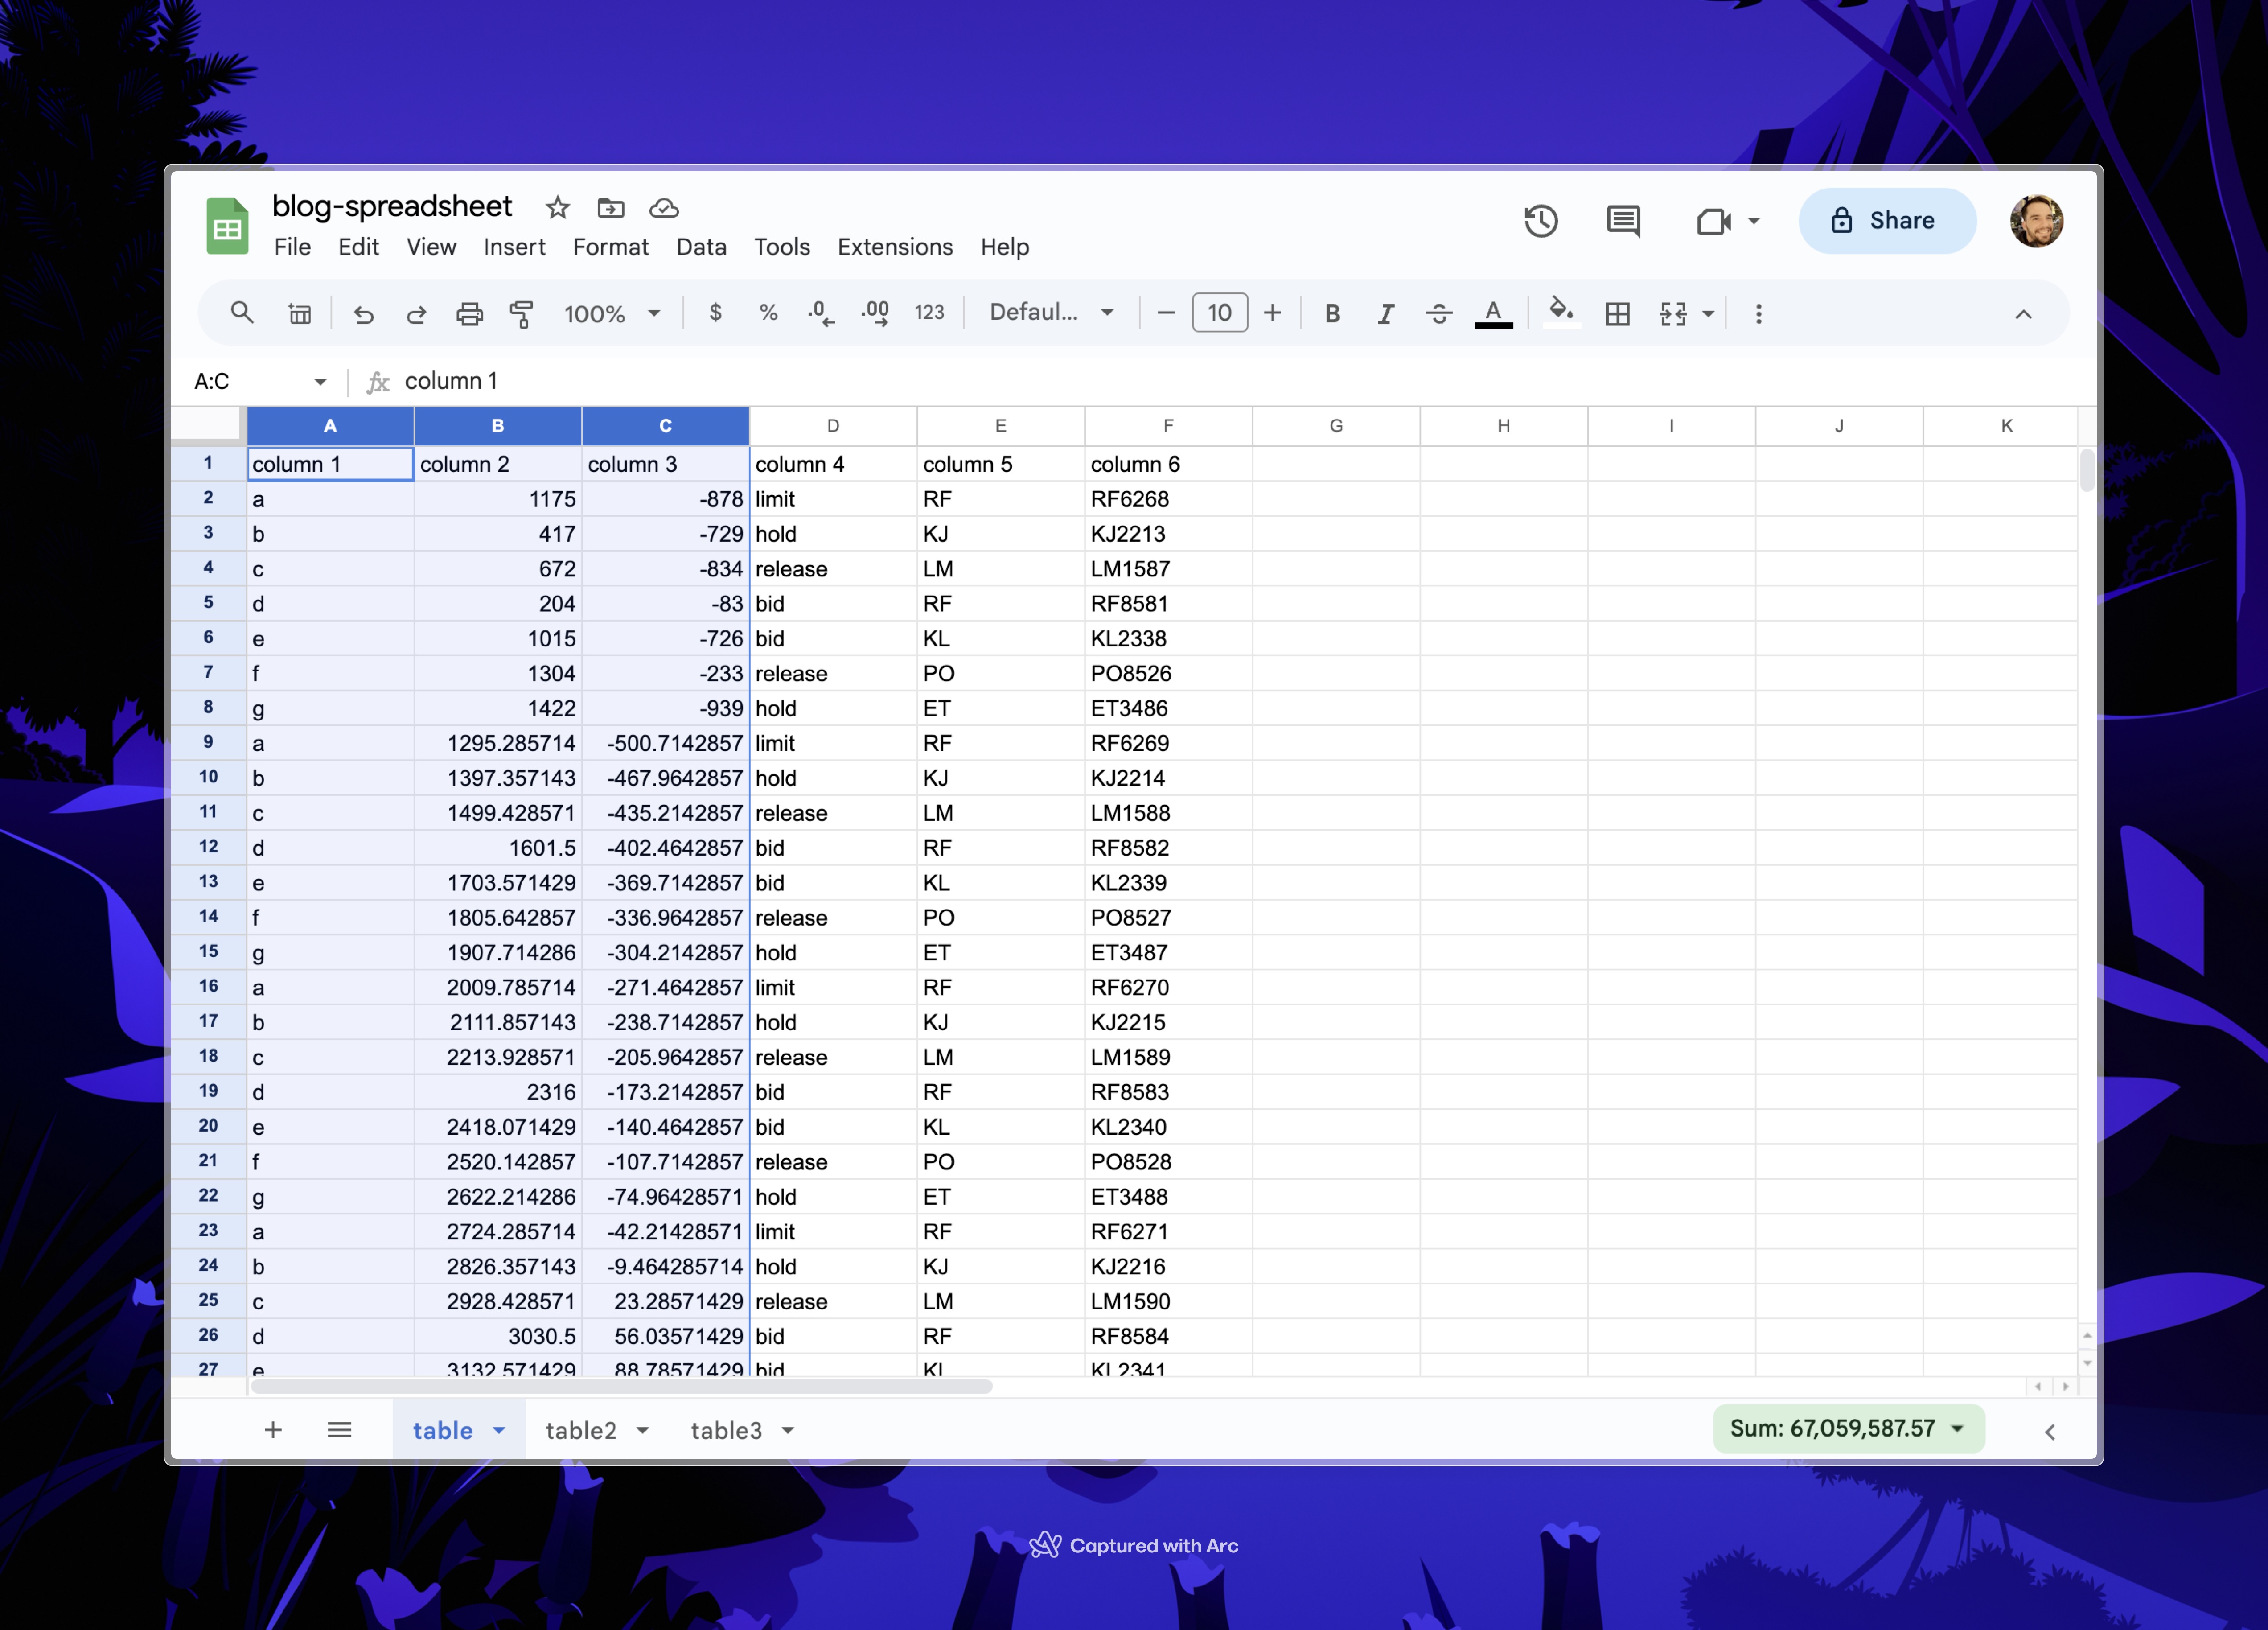 blog-spreadsheet
File Edit View Insert Format Data Tools Extensions Help
Share
100% $ % .0 .00 123 Defaul... 10 B I A
A:C fx column 1
A B C D E F G H I J K
1 column 1 column 2 column 3 column 4 column 5 column 6
2 a 1175 -878 limit RF RF6268
3 b 417 -729 hold KJ KJ2213
4 c 672 -834 release LM LM1587
5 d 204 -83 bid RF RF8581
6 e 1015 -726 bid KL KL2338
7 f 1304 -233 release PO PO8526
8 g 1422 -939 hold ET ET3486
9 a 1295.285714 -500.7142857 limit RF RF6269
10 b 1397.357143 -467.9642857 hold KJ KJ2214
11 c 1499.428571 -435.2142857 release LM LM1588
12 d 1601.5 -402.4642857 bid RF RF8582
13 e 1703.571429 -369.7142857 bid KL KL2339
14 f 1805.642857 -336.9642857 release PO PO8527
15 g 1907.714286 -304.2142857 hold ET ET3487
16 a 2009.785714 -271.4642857 limit RF RF6270
17 b 2111.857143 -238.7142857 hold KJ KJ2215
18 c 2213.928571 -205.9642857 release LM LM1589
19 d 2316 -173.2142857 bid RF RF8583
20 e 2418.071429 -140.4642857 bid KL KL2340
21 f 2520.142857 -107.7142857 release PO PO8528
22 g 2622.214286 -74.96428571 hold ET ET3488
23 a 2724.285714 -42.21428571 limit RF RF6271
24 b 2826.357143 -9.464285714 hold KJ KJ2216
25 c 2928.428571 23.28571429 release LM LM1590
26 d 3030.5 56.03571429 bid RF RF8584
27 e 3132.571429 88.78571429 bid KL KL2341
table table2 table3 Sum: 67,059,587.57
Captured with Arc